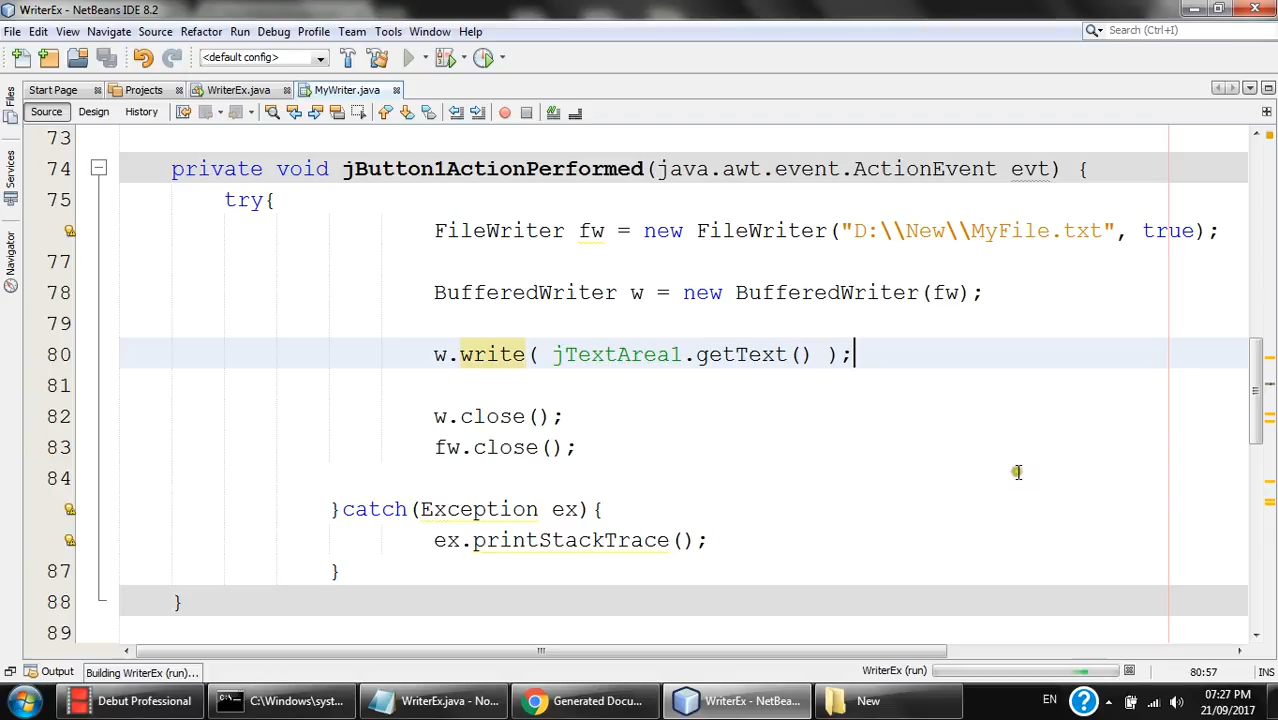 WriterEx - NetBeans IDE 8.2
File Edit View Navigate Source Refactor Run Debug Profile Team Tools Window Help
Search (Ctrl+I)
<default config>
Start Page Projects WriterEx.java MyWriter.java
Source Design History
Files
Services
Navigator
73
74 private void jButton1ActionPerformed(java.awt.event.ActionEvent evt) {
75 try{
FileWriter fw = new FileWriter("D:\\New\\MyFile.txt", true);
77
78 BufferedWriter w = new BufferedWriter(fw);
79
80 w.write( jTextArea1.getText() );
81
82 w.close();
83 fw.close();
84
}catch(Exception ex){
ex.printStackTrace();
87 }
88 }
89
Output Building WriterEx (run)... WriterEx (run) 80:57 INS
Debut Professional C:\Windows\syst... WriterEx.java - No... Generated Docum... WriterEx - NetBea... New EN 07:27 PM
21/09/2017